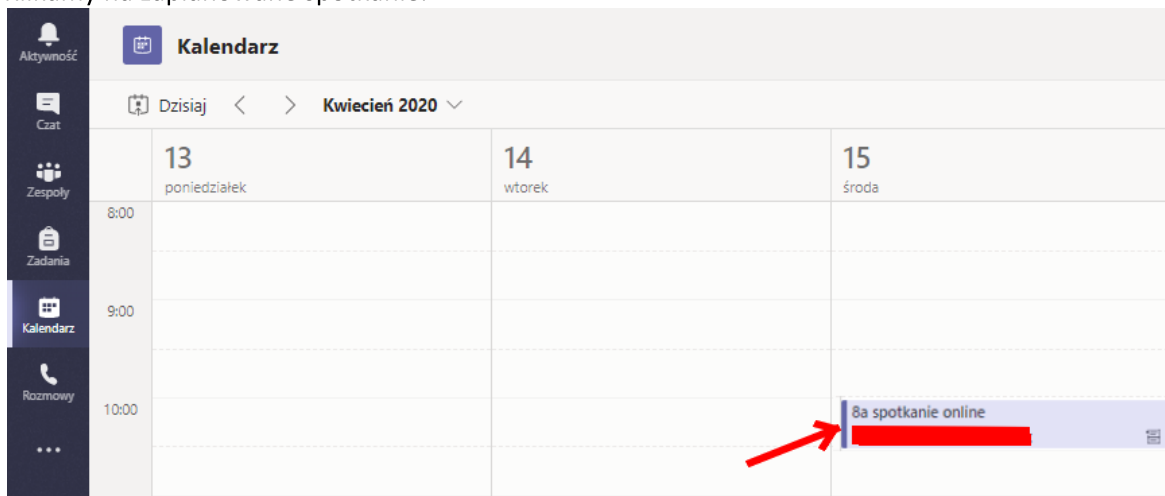 Aktywność
Czat
Zespoły
Zadania
Kalendarz
Rozmowy
Kalendarz
Dzisiaj
Kwiecień 2020
13
poniedziałek
14
wtorek
15
środa
8:00
9:00
10:00
8a spotkanie online